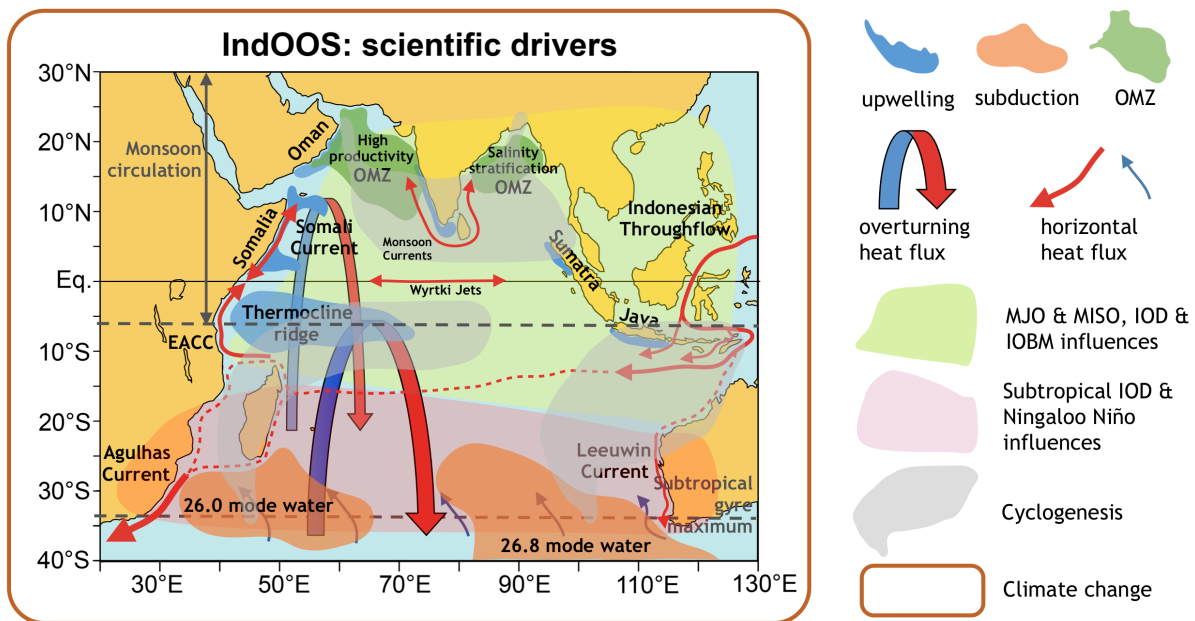 IndOOS: scientific drivers
30°N
20°N
10°N
Eq.
10°S
20°S
30°S
40°S
30°E
50°E
70°E
90°E
110°E
130°E
Monsoon
circulation
Oman
High
productivity
OMZ
Salinity
stratification
OMZ
Somalia
Somali
Current
Monsoon
Currents
Wyrtki Jets
Sumatra
Indonesian
Throughflow
Java
EACC
Thermocline
ridge
Agulhas
Current
26.0 mode water
26.8 mode water
Leeuwin
Current
Subtropical
gyre
maximum
upwelling
subduction
OMZ
overturning
heat flux
horizontal
heat flux
MJO & MISO, IOD &
IOBM influences
Subtropical IOD &
Ningaloo Niño
influences
Cyclogenesis
Climate change